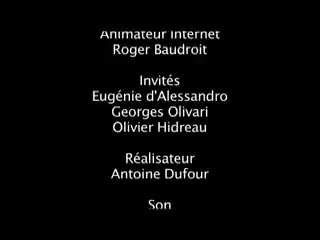 Animateur Internet
Roger Baudroit
Invités
Eugénie d'Alessandro
Georges Olivari
Olivier Hidreau
Réalisateur
Antoine Dufour
Son